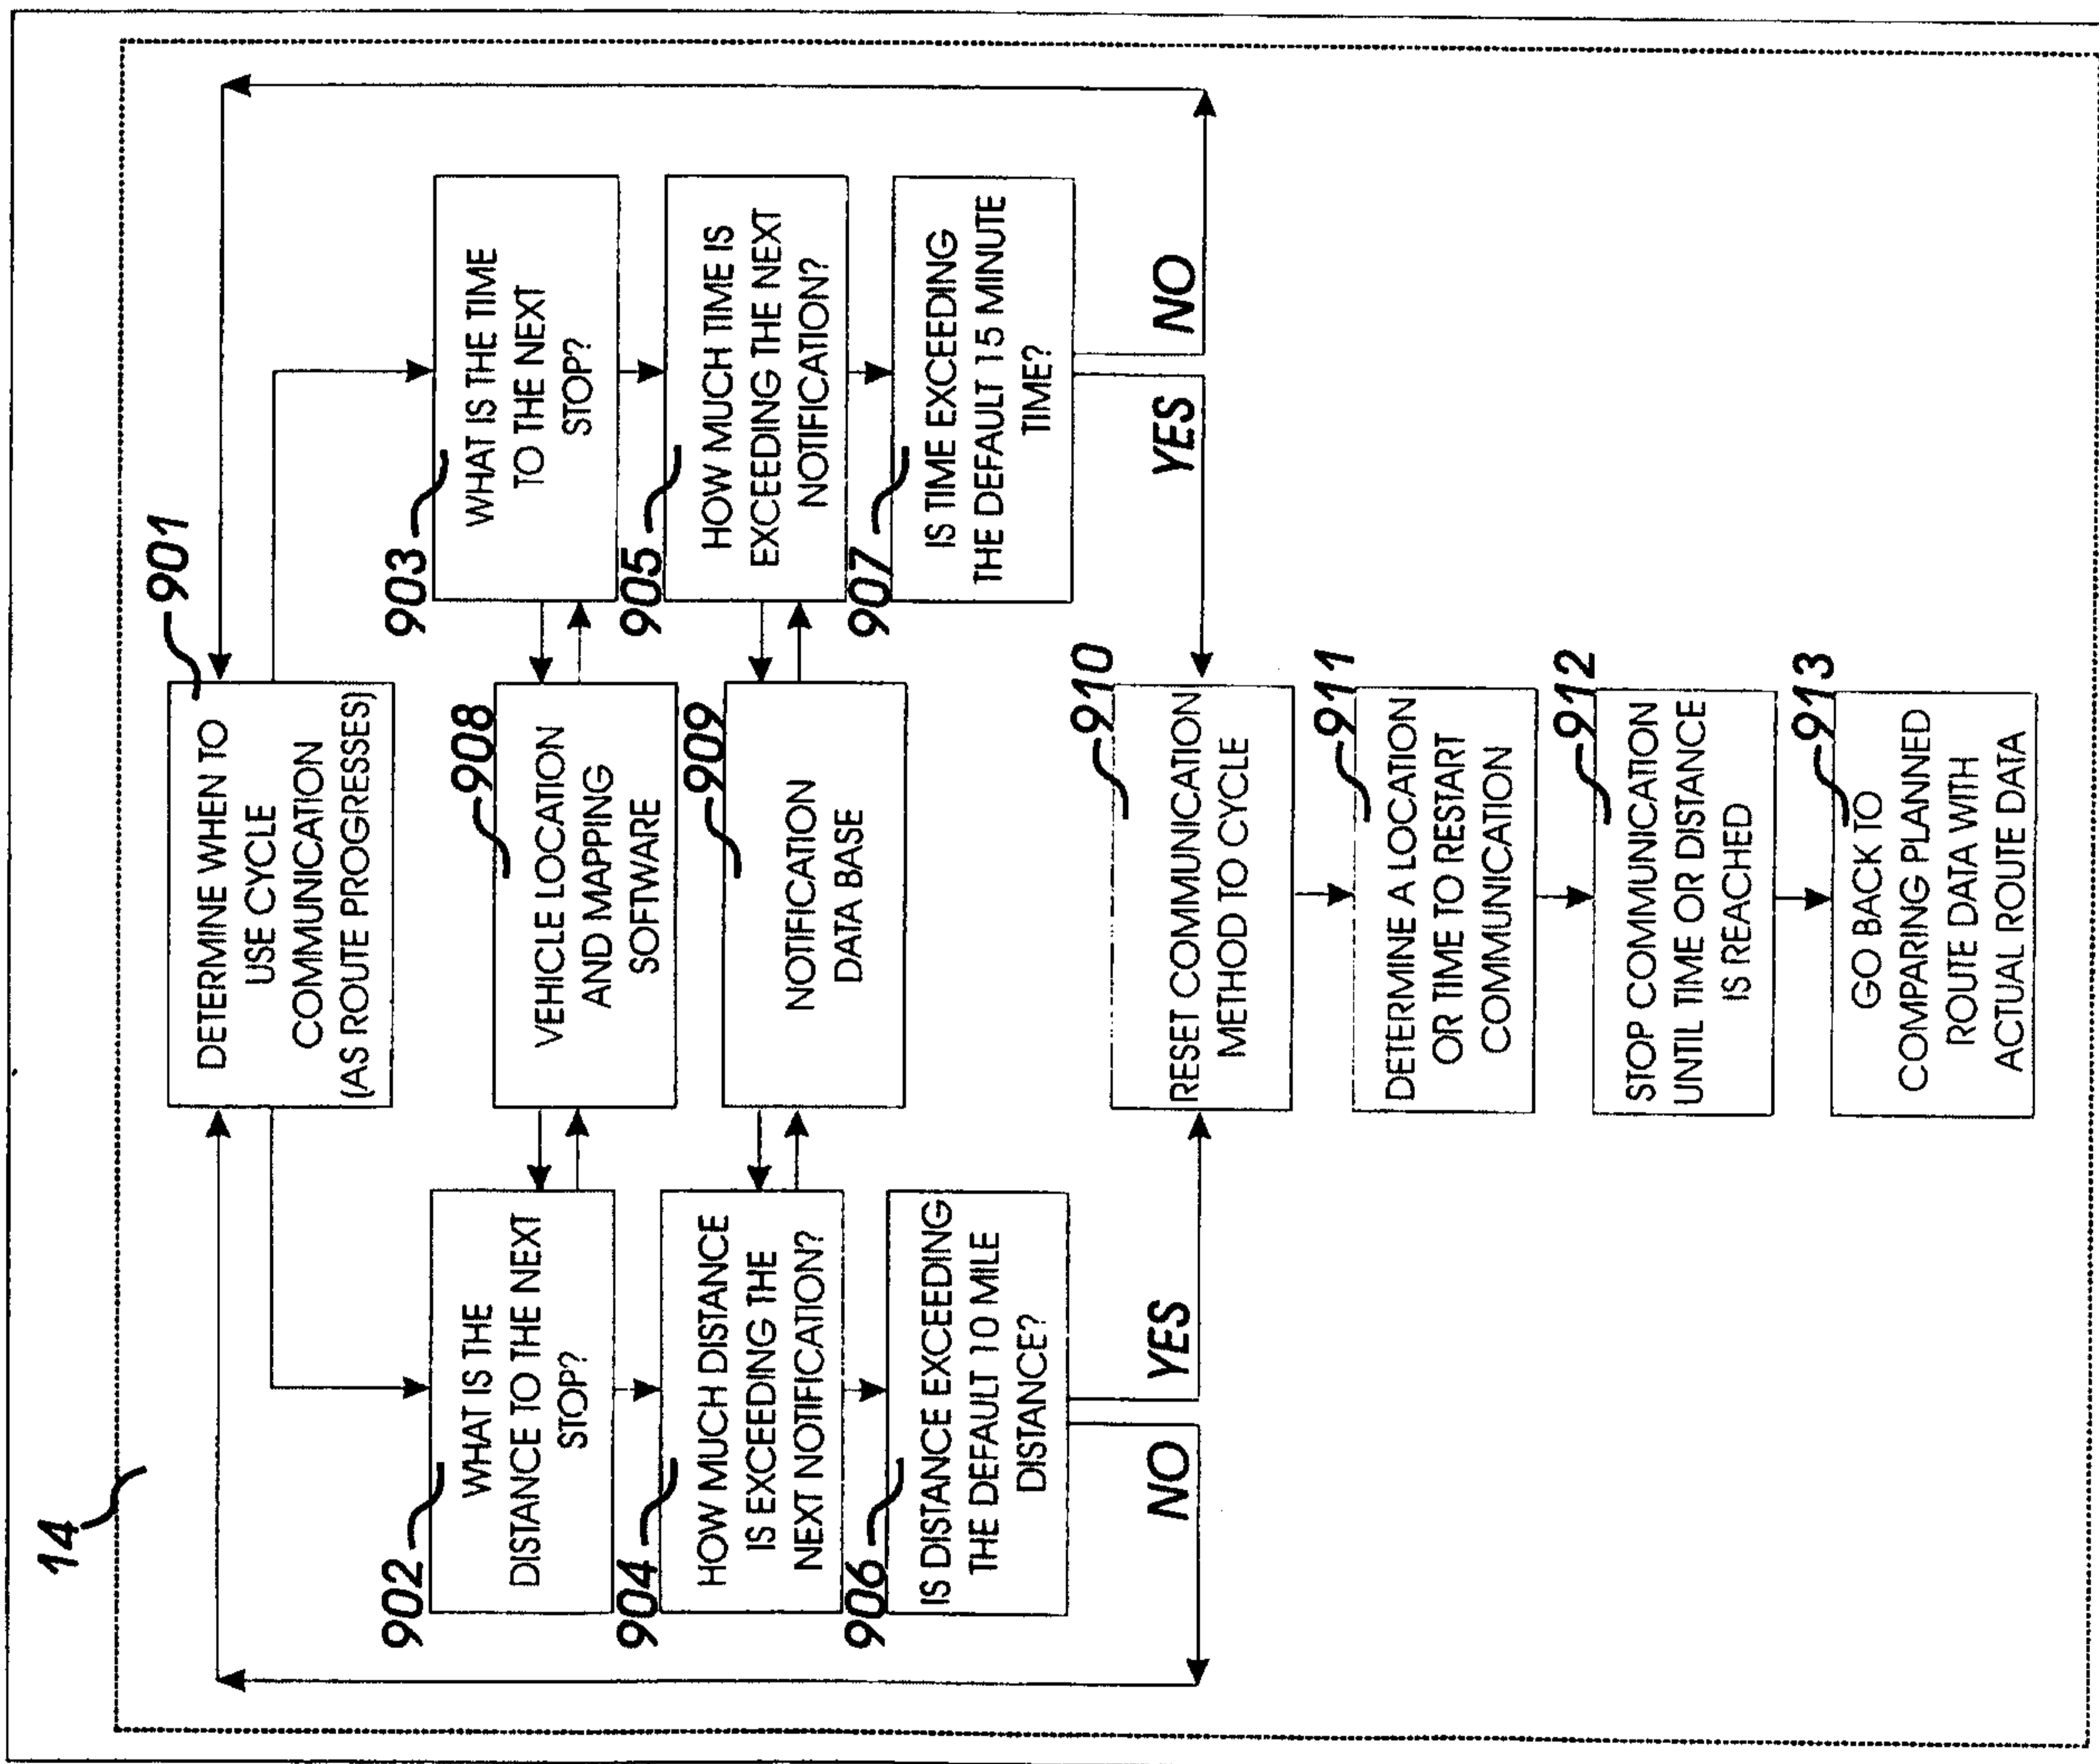 14
901
DETERMINE WHEN TO
USE CYCLE
COMMUNICATION
(AS ROUTE PROGRESSES)
902
WHAT IS THE
DISTANCE TO THE NEXT
STOP?
908
VEHICLE LOCATION
AND MAPPING
SOFTWARE
903
WHAT IS THE TIME
TO THE NEXT
STOP?
904
HOW MUCH DISTANCE
IS EXCEEDING THE
NEXT NOTIFICATION?
909
NOTIFICATION
DATA BASE
905
HOW MUCH TIME IS
EXCEEDING THE NEXT
NOTIFICATION?
906
IS DISTANCE EXCEEDING
THE DEFAULT 10 MILE
DISTANCE?
907
IS TIME EXCEEDING
THE DEFAULT 15 MINUTE
TIME?
NO
YES
YES
NO
910
RESET COMMUNICATION
METHOD TO CYCLE
911
DETERMINE A LOCATION
OR TIME TO RESTART
COMMUNICATION
912
STOP COMMUNICATION
UNTIL TIME OR DISTANCE
IS REACHED
913
GO BACK TO
COMPARING PLANNED
ROUTE DATA WITH
ACTUAL ROUTE DATA